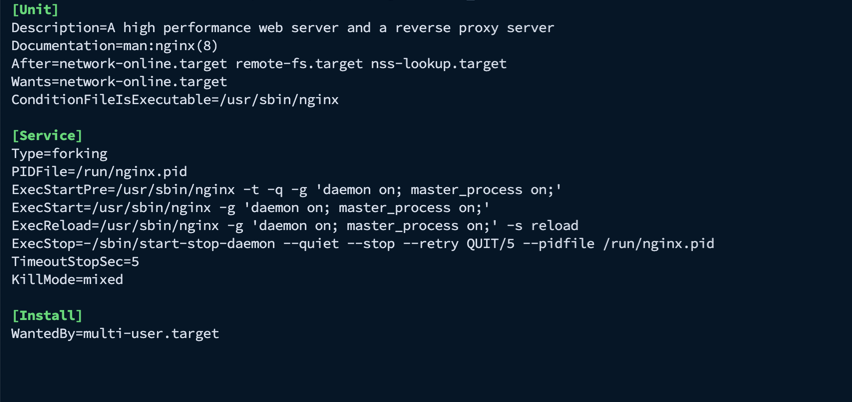 [Unit]
Description=A high performance web server and a reverse proxy server
Documentation=man:nginx(8)
After=network-online.target remote-fs.target nss-lookup.target
Wants=network-online.target
ConditionFileIsExecutable=/usr/sbin/nginx

[Service]
Type=forking
PIDFile=/run/nginx.pid
ExecStartPre=/usr/sbin/nginx -t -q -g 'daemon on; master_process on;'
ExecStart=/usr/sbin/nginx -g 'daemon on; master_process on;'
ExecReload=/usr/sbin/nginx -g 'daemon on; master_process on;' -s reload
ExecStop=-/sbin/start-stop-daemon --quiet --stop --retry QUIT/5 --pidfile /run/nginx.pid
TimeoutStopSec=5
KillMode=mixed

[Install]
WantedBy=multi-user.target